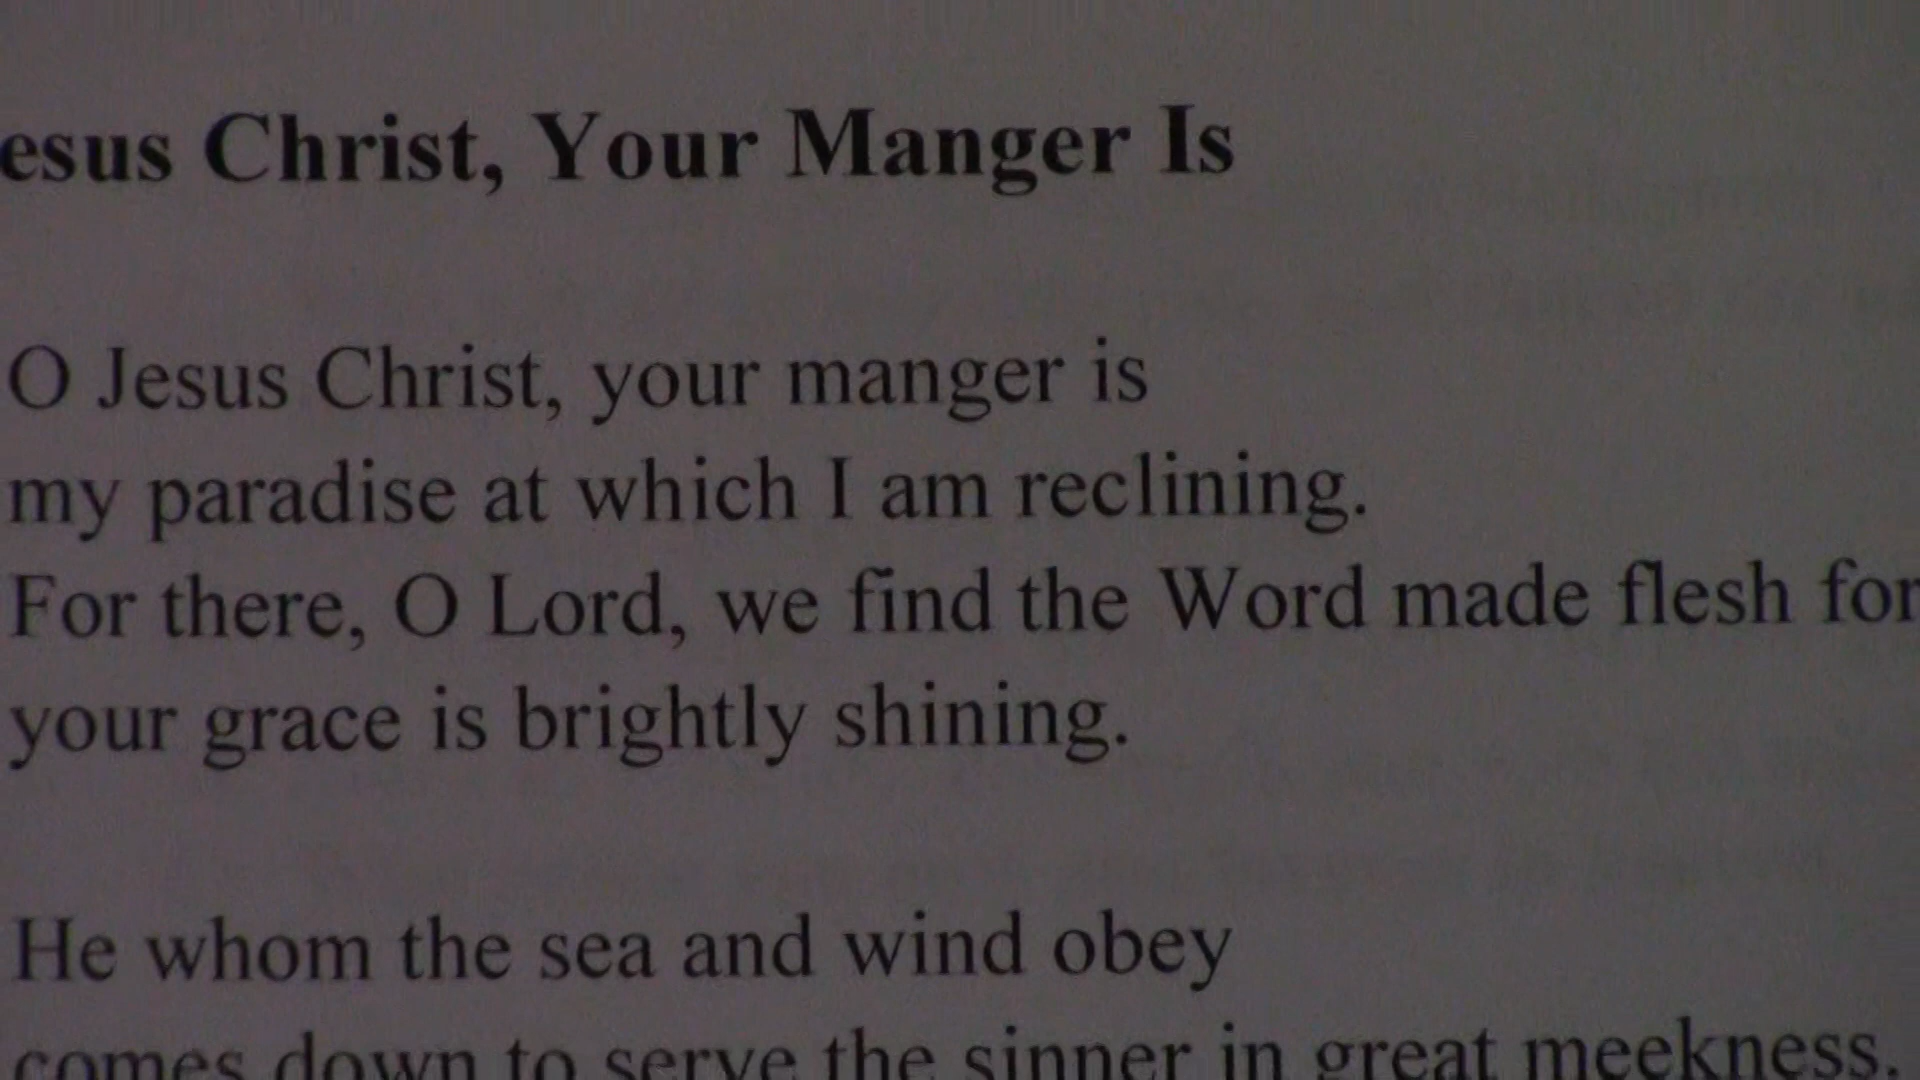 esus Christ, Your Manger Is
O Jesus Christ, your manger is
my paradise at which I am reclining.
For there, O Lord, we find the Word made flesh for
your grace is brightly shining.
He whom the sea and wind obey
comes down to serve the sinner in great meekness.